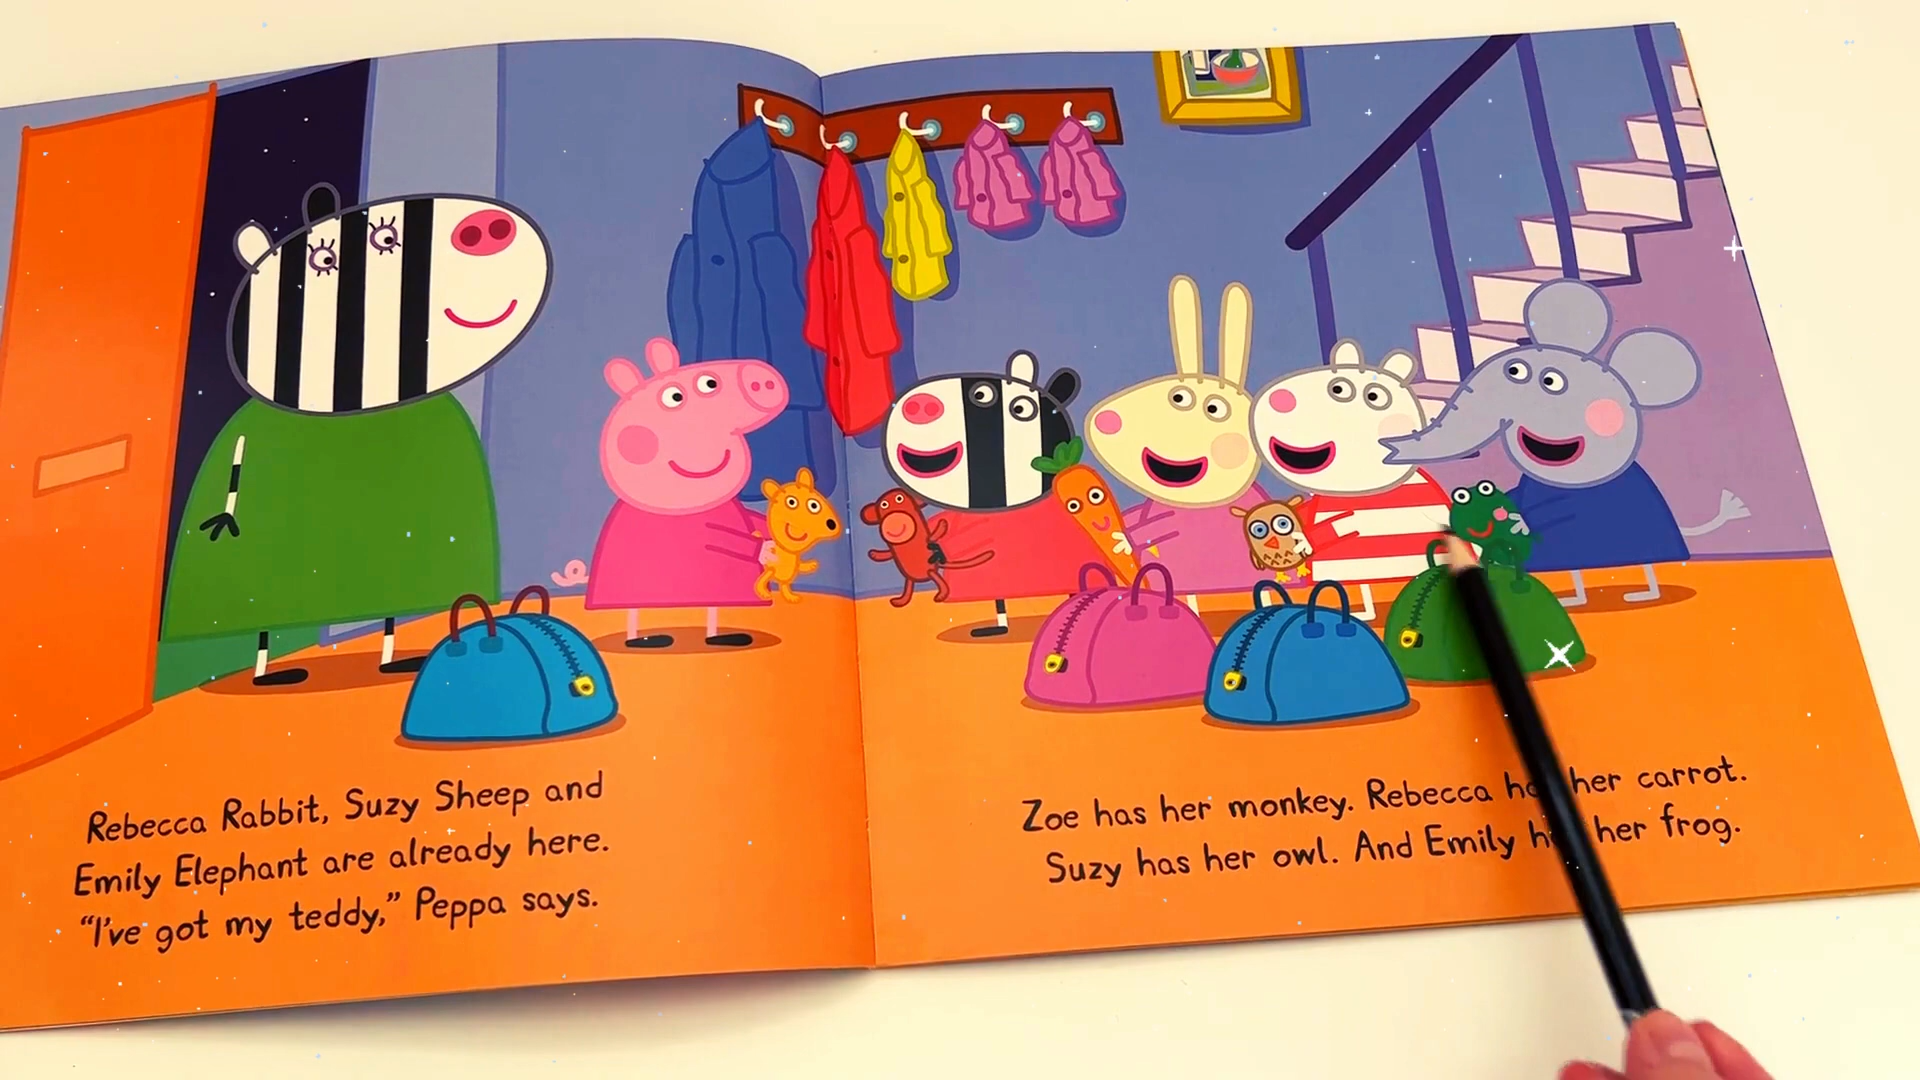 Rebecca Rabbit, Suzy Sheep and
Emily Elephant are already here.
“I’ve got my teddy,” Peppa says.
Zoe has her monkey. Rebecca her carrot.
Suzy has her owl. And Emily her frog.